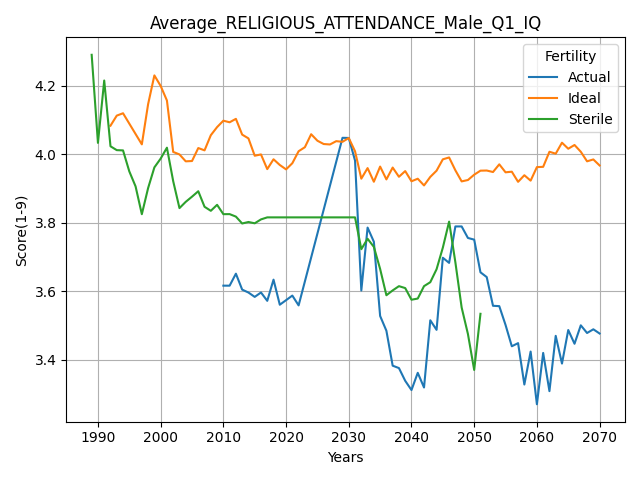 Average_RELIGIOUS_ATTENDANCE_Male_Q1_IQ
Fertility
Actual
Ideal
Sterile
Score(1-9)
4.2
4.0
3.8
3.6
3.4
1990 2000 2010 2020 2030 2040 2050 2060 2070
Years